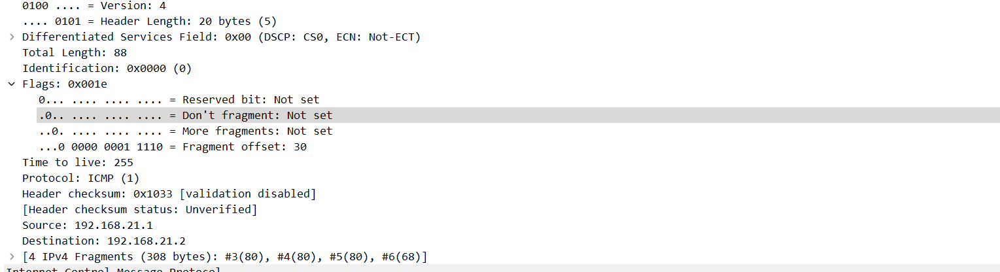 0100 .... = Version: 4
.... 0101 = Header Length: 20 bytes (5)
Differentiated Services Field: 0x00 (DSCP: CS0, ECN: Not-ECT)
Total Length: 88
Identification: 0x0000 (0)
Flags: 0x001e
0... .... .... .... = Reserved bit: Not set
.0.. .... .... .... = Don't fragment: Not set
..0. .... .... .... = More fragments: Not set
...0 0000 0001 1110 = Fragment offset: 30
Time to live: 255
Protocol: ICMP (1)
Header checksum: 0x1033 [validation disabled]
[Header checksum status: Unverified]
Source: 192.168.21.1
Destination: 192.168.21.2
[4 IPv4 Fragments (308 bytes): #3(80), #4(80), #5(80), #6(68)]
Internet Control Message Protocol